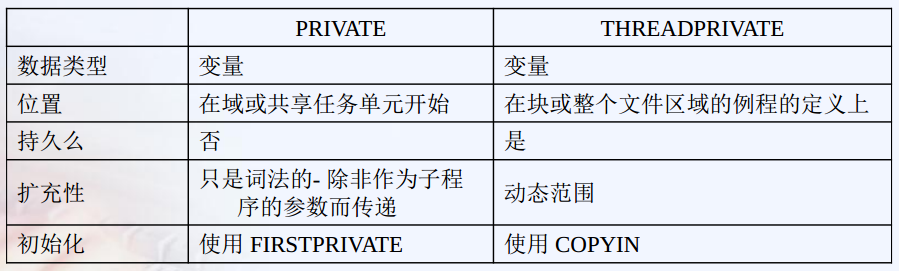 PRIVATE THREADPRIVATE
数据类型 变量 变量
位置 在域或共享任务单元开始 在块或整个文件区域的例程的定义上
持久么 否 是
扩充性 只是词法的- 除非作为子程 动态范围
序的参数而传递
初始化 使用 FIRSTPRIVATE 使用 COPYIN